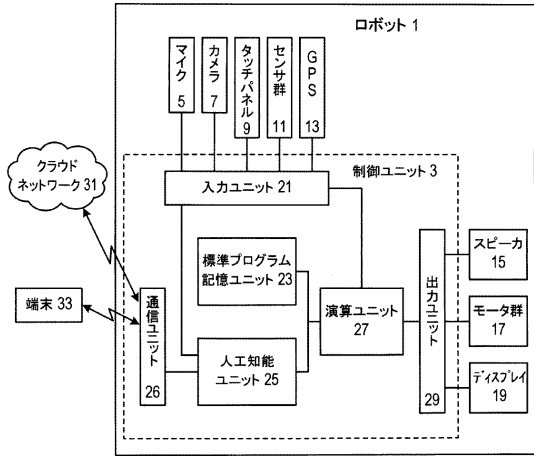 ロボット 1
マイク 5
カメラ 7
タッチパネル 9
センサ群 11
GPS 13
制御ユニット 3
入力ユニット 21
クラウド
ネットワーク 31
端末 33
通信ユニット 26
標準プログラム
記憶ユニット 23
人工知能
ユニット 25
演算ユニット
27
出力ユニット 29
スピーカ
15
モータ群
17
ディスプレイ
19